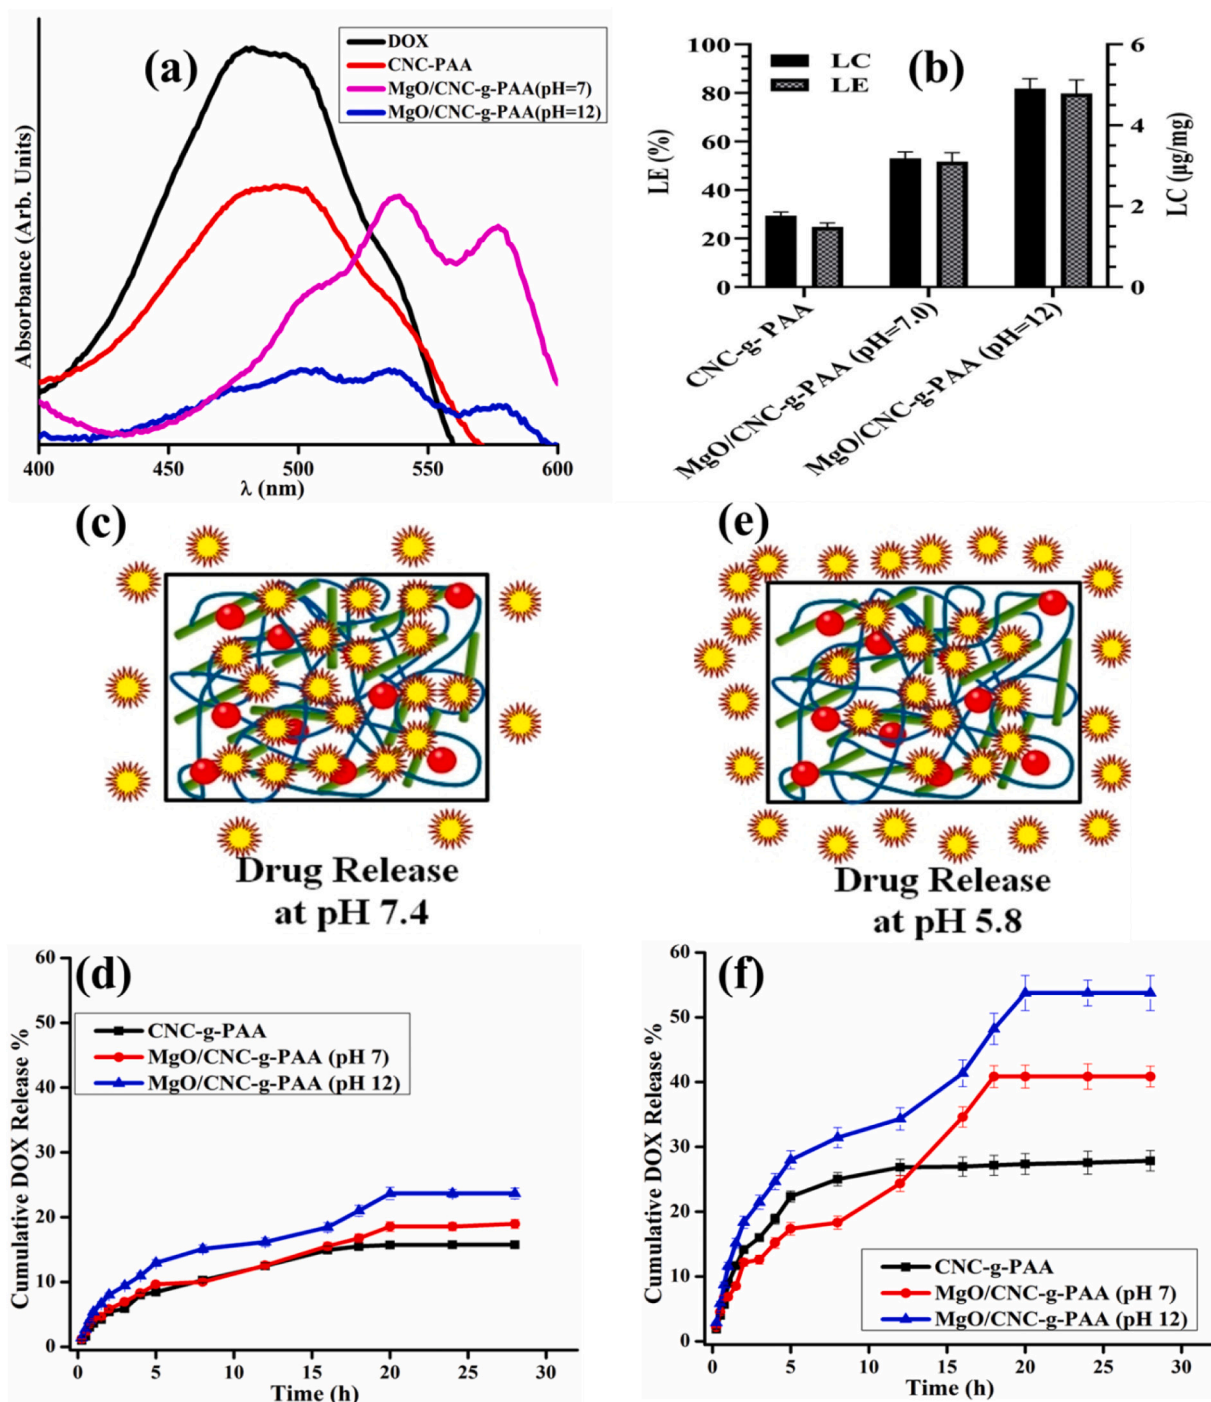 (a)
DOX
CNC-PAA
MgO/CNC-g-PAA(pH=7)
MgO/CNC-g-PAA(pH=12)
Absorbance (Arb. Units)
400 450 500 550 600
λ (nm)
(b)
LC
LE
100
80
60
40
20
0
LE (%)
6
4
2
0
LC (µg/mg)
CNC-g- PAA
MgO/CNC-g-PAA (pH=7.0)
MgO/CNC-g-PAA (pH=12)
(c)
Drug Release
at pH 7.4
(e)
Drug Release
at pH 5.8
(d)
CNC-g-PAA
MgO/CNC-g-PAA (pH 7)
MgO/CNC-g-PAA (pH 12)
Cumulative DOX Release %
60
50
40
30
20
10
0
0 5 10 15 20 25 30
Time (h)
(f)
Cumulative DOX Release %
60
50
40
30
20
10
0
CNC-g-PAA
MgO/CNC-g-PAA (pH 7)
MgO/CNC-g-PAA (pH 12)
0 5 10 15 20 25 30
Time (h)